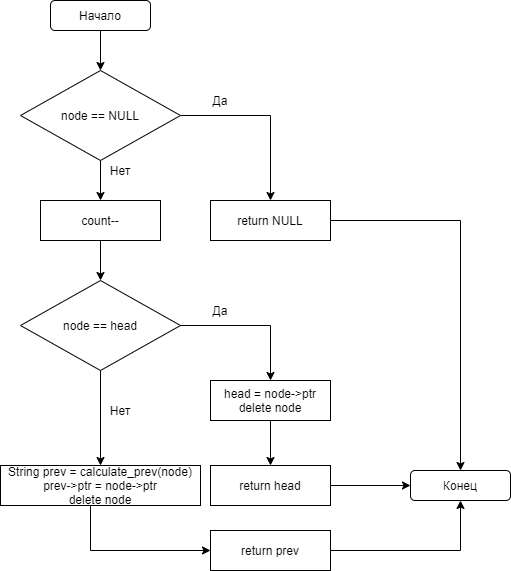 Начало
node == NULL
Да
Нет
count--
return NULL
node == head
Да
head = node->ptr
delete node
Нет
String prev = calculate_prev(node)
prev->ptr = node->ptr
delete node
return head
Конец
return prev